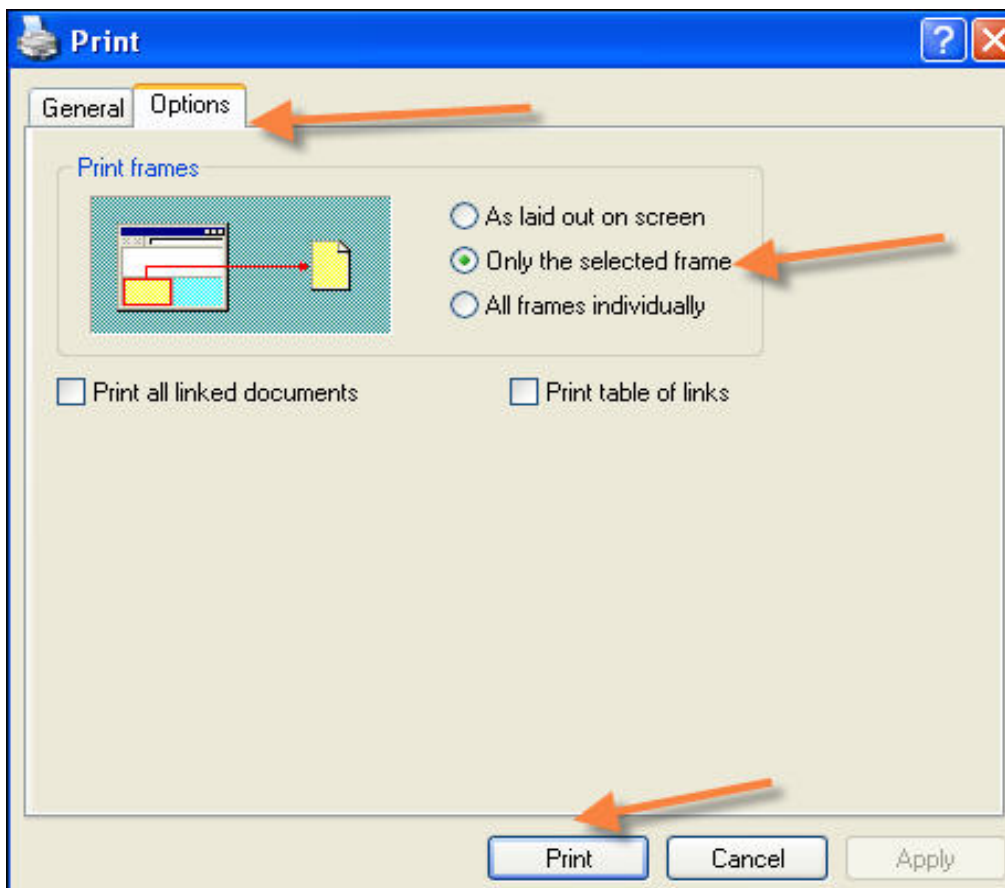 Print
General Options
Print frames
As laid out on screen
Only the selected frame
All frames individually
Print all linked documents Print table of links
Print Cancel Apply